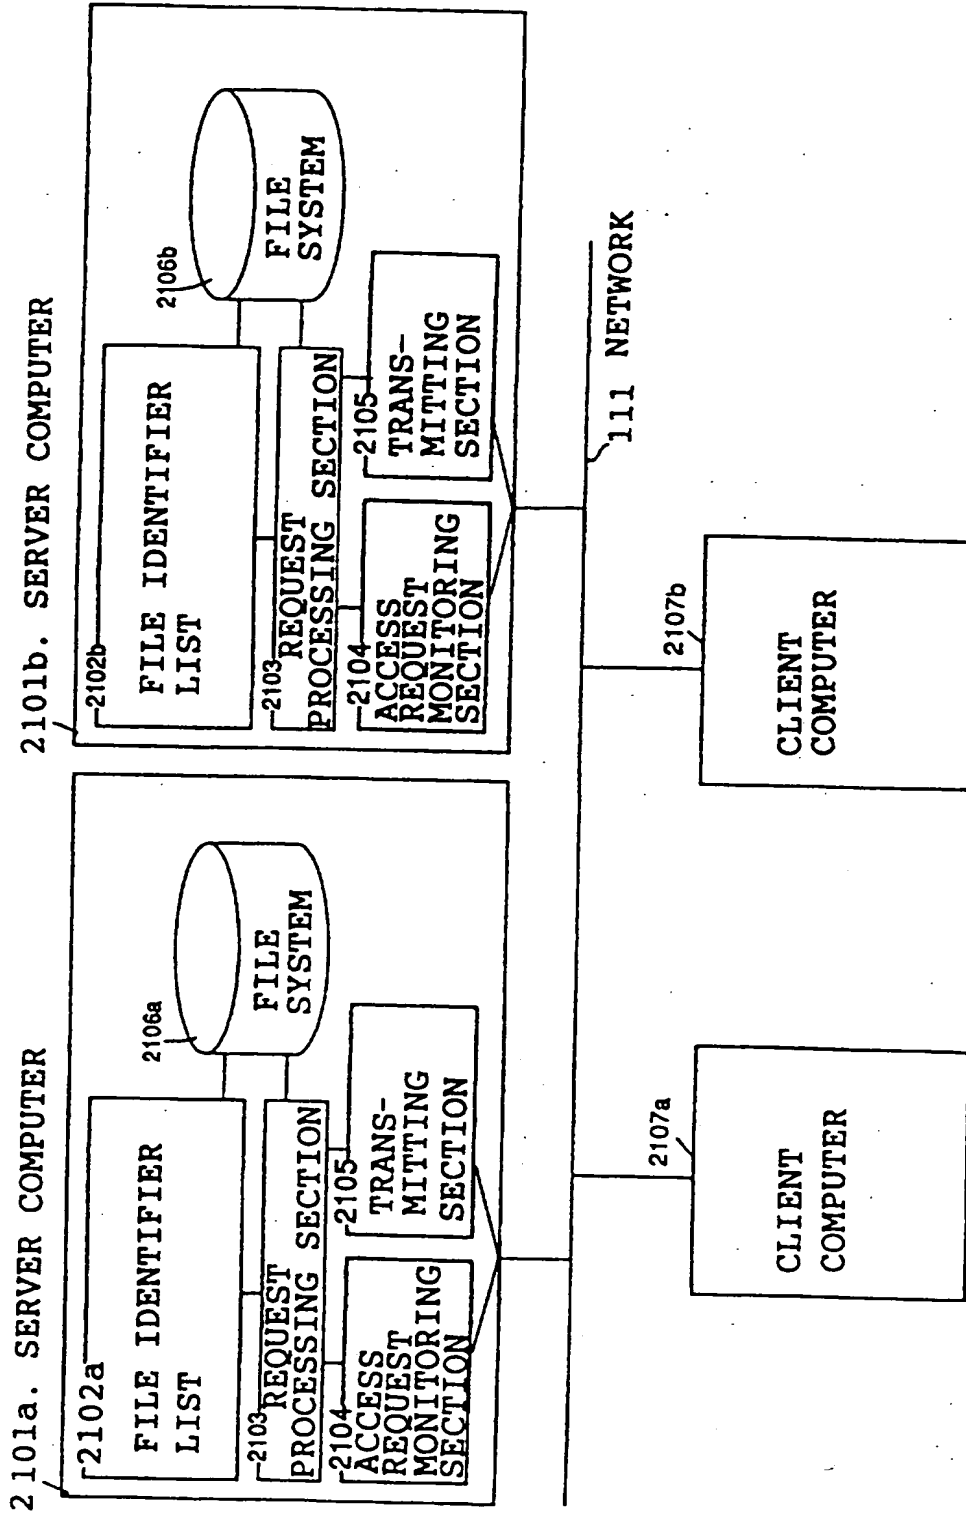 2101a. SERVER COMPUTER
2102a
FILE IDENTIFIER
LIST
2106a
FILE
SYSTEM
2103
REQUEST
PROCESSING SECTION
2104
ACCESS
REQUEST
MONITORING
SECTION
2105
TRANS-
MITTING
SECTION
2101b. SERVER COMPUTER
2102b
FILE IDENTIFIER
LIST
2106b
FILE
SYSTEM
2103
REQUEST
PROCESSING SECTION
2104
ACCESS
REQUEST
MONITORING
SECTION
2105
TRANS-
MITTING
SECTION
111 NETWORK
2107a
CLIENT
COMPUTER
2107b
CLIENT
COMPUTER